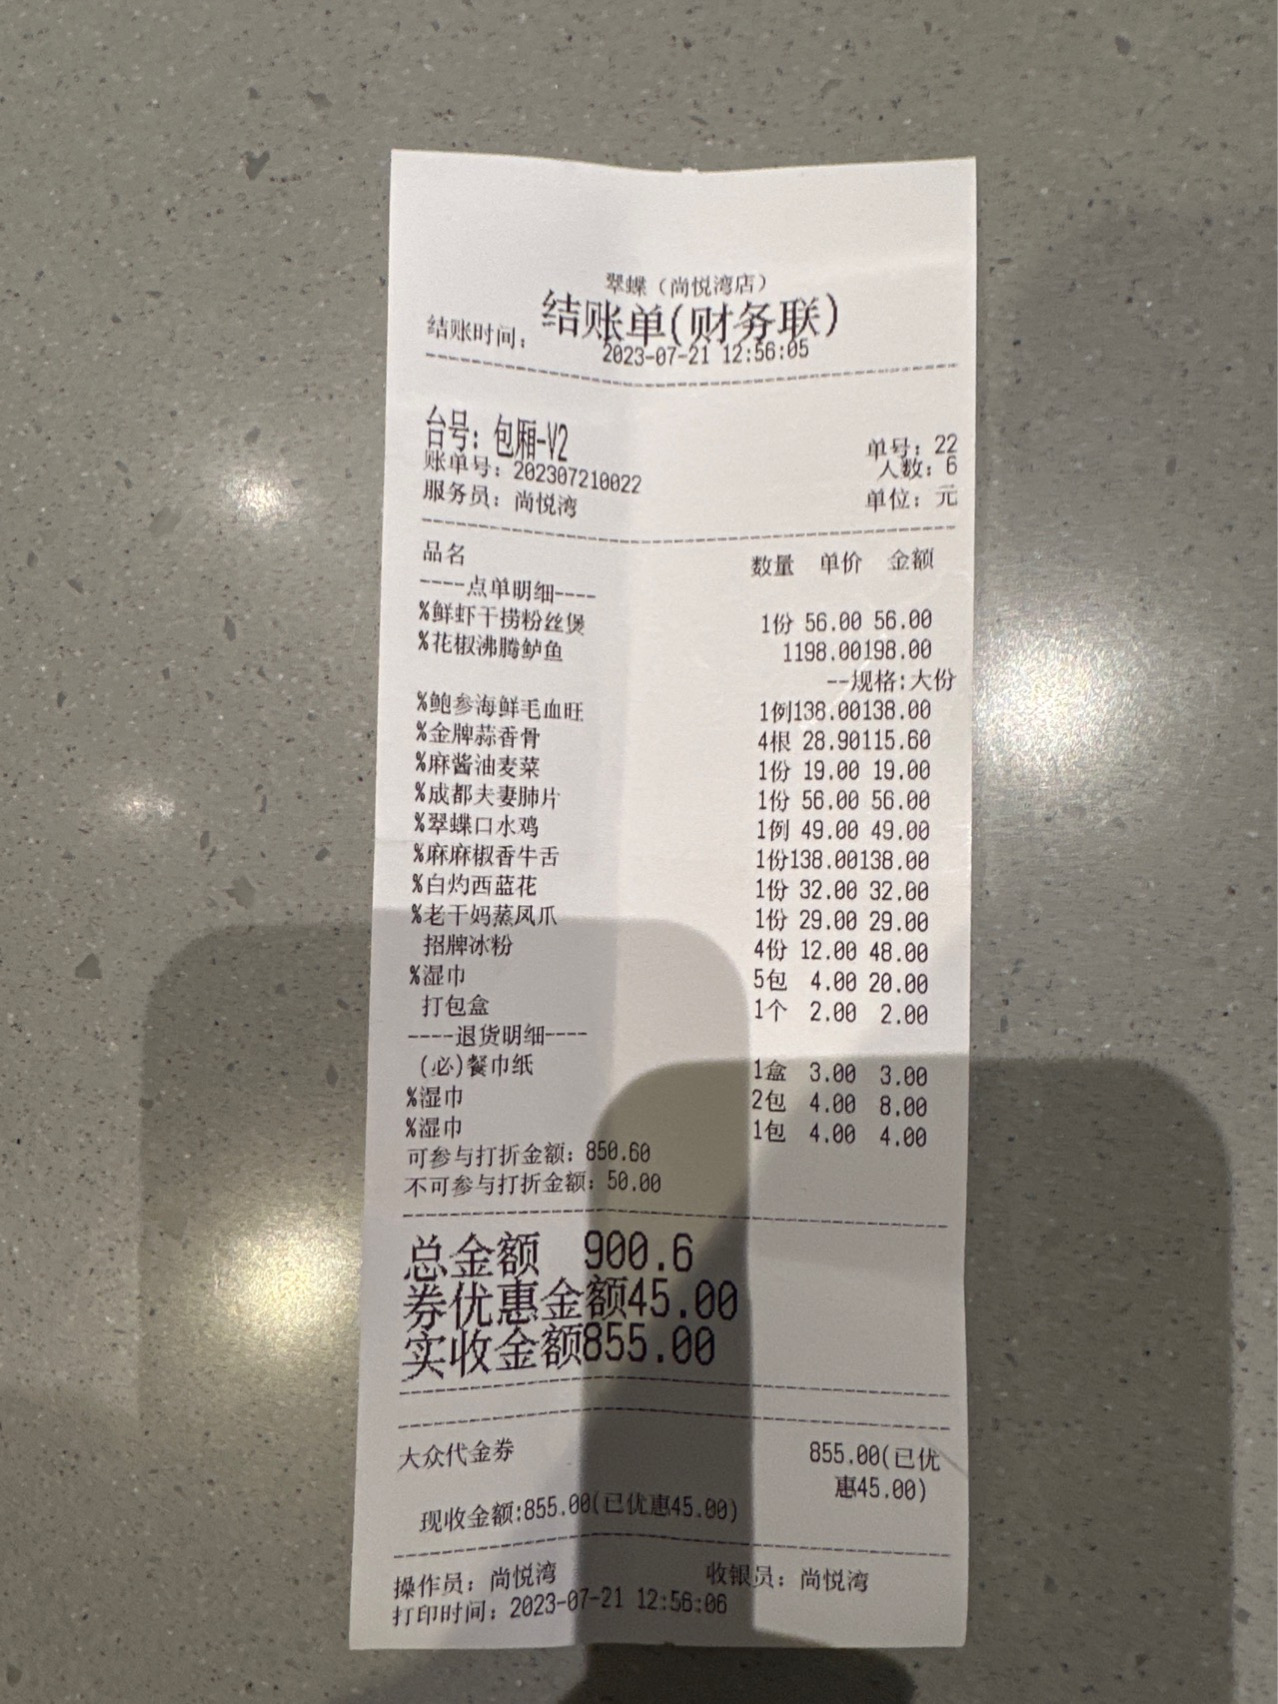 翠蝶（尚悦湾店）
结账单(财务联)
结账时间： 2023-07-21 12:56:05
台号：包厢-V2
单号：22
账单号：202307210022 人数：6
服务员：尚悦湾 单位：元
品名 数量 单价 金额
----点单明细----
%鲜虾干捞粉丝煲 1份 56.00 56.00
%花椒沸腾鲈鱼 1198.00198.00
--规格:大份
%鲍参海鲜毛血旺 1例138.00138.00
%金牌蒜香骨 4根 28.90115.60
%麻酱油麦菜 1份 19.00 19.00
%成都夫妻肺片 1份 56.00 56.00
%翠蝶口水鸡 1例 49.00 49.00
%麻麻椒香牛舌 1份138.00138.00
%白灼西蓝花 1份 32.00 32.00
%老干妈蒸凤爪 1份 29.00 29.00
招牌冰粉 4份 12.00 48.00
%湿巾 5包 4.00 20.00
打包盒 1个 2.00 2.00
----退货明细----
(必)餐巾纸 1盒 3.00 3.00
%湿巾 2包 4.00 8.00
%湿巾 1包 4.00 4.00
可参与打折金额：850.60
不可参与打折金额：50.00
总金额 900.6
券优惠金额45.00
实收金额855.00
大众代金券 855.00(已优
惠45.00)
现收金额:855.00(已优惠45.00)
操作员：尚悦湾 收银员：尚悦湾
打印时间：2023-07-21 12:56:06